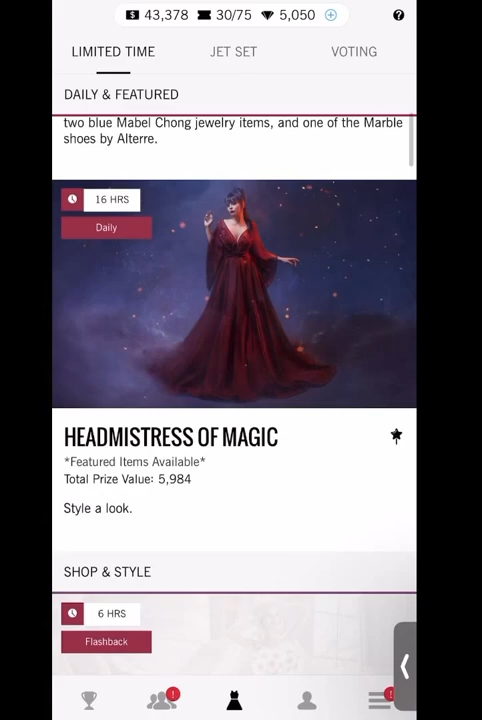 43,378 30/75 5,050
LIMITED TIME JET SET VOTING
DAILY & FEATURED
two blue Mabel Chong jewelry items, and one of the Marble
shoes by Alterre.
16 HRS
Daily
HEADMISTRESS OF MAGIC
*Featured Items Available*
Total Prize Value: 5,984
Style a look.
SHOP & STYLE
6 HRS
Flashback